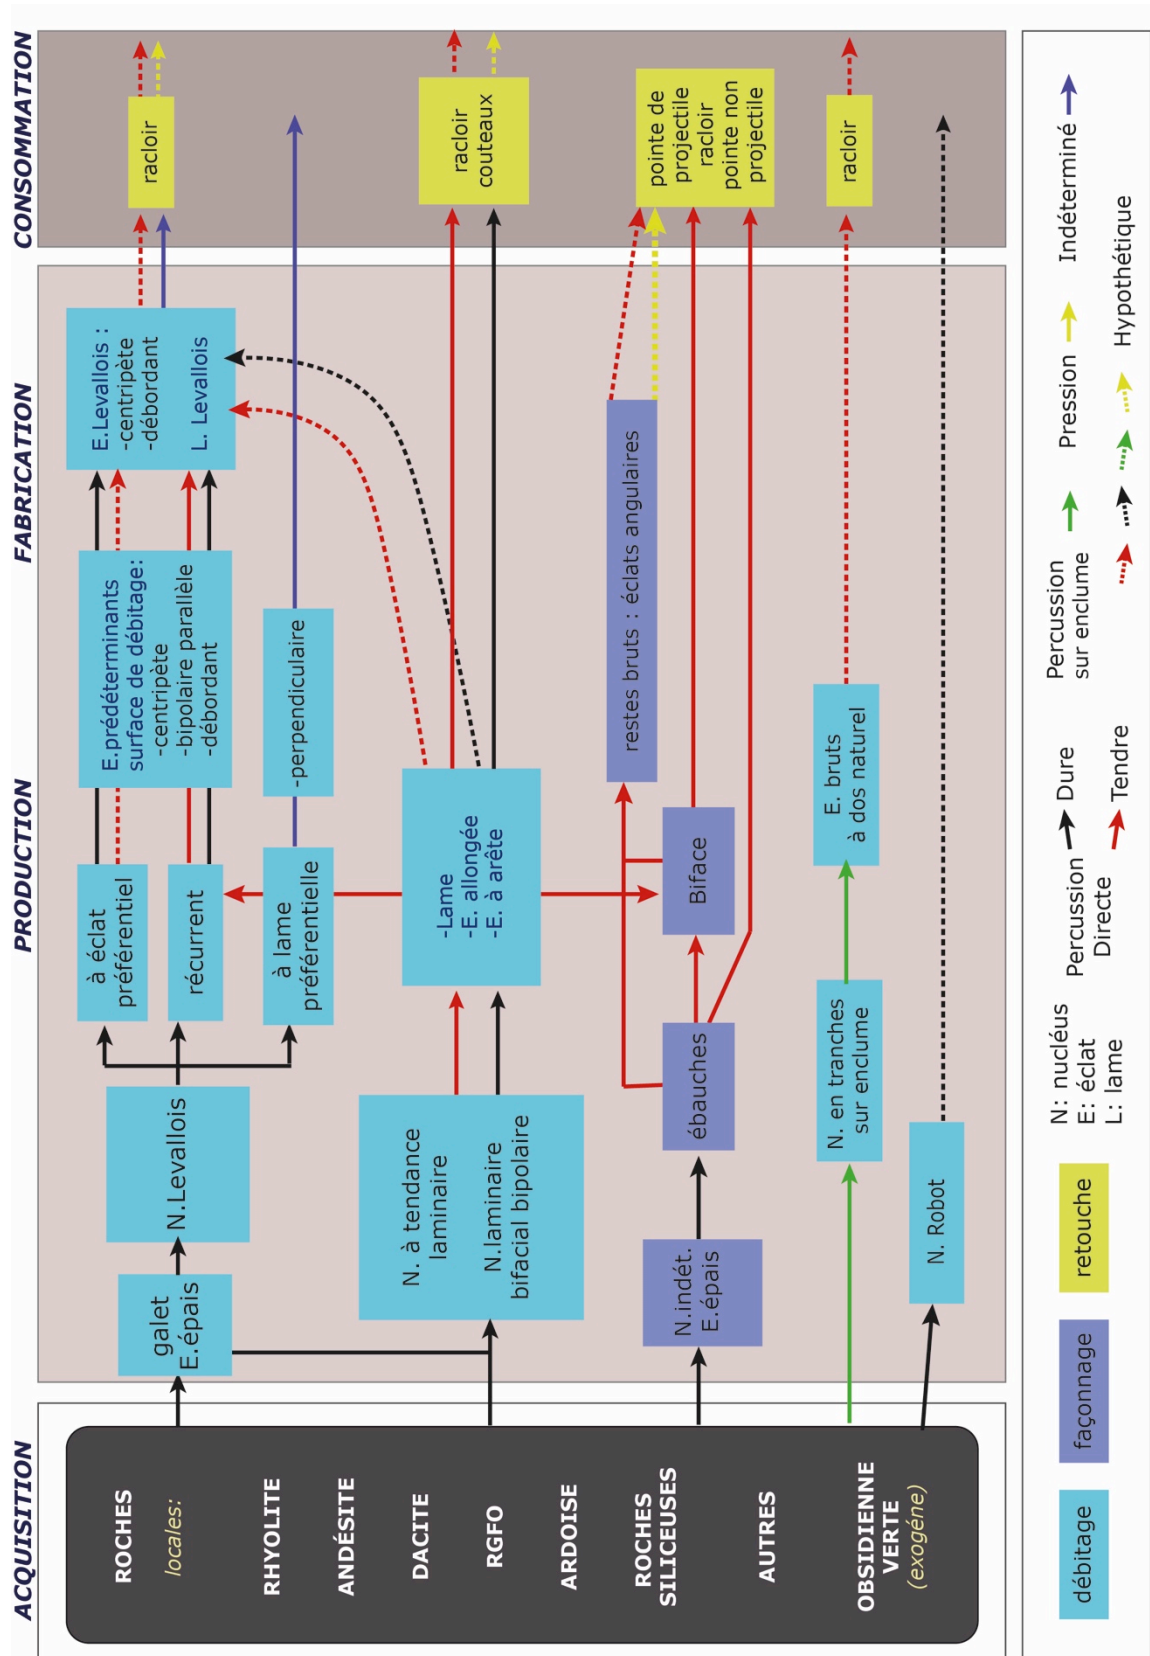 ACQUISITION
PRODUCTION
FABRICATION
CONSOMMATION
ROCHES
locales:
RHYOLITE
ANDÉSITE
DACITE
RGFO
ARDOISE
ROCHES
SILICEUSES
AUTRES
OBSIDIENNE
VERTE
(exogéne)
galet
E.épais
N.Levallois
à éclat
préférentiel
récurrent
à lame
préférentielle
E.prédéterminants
surface de débitage:
-centripète
-bipolaire parallèle
-débordant
-perpendiculaire
E.Levallois :
-centripète
-débordant
L. Levallois
racloir
N. à tendance
laminaire
N.laminaire
bifacial bipolaire
-Lame
-E. allongée
-E. à arête
racloir
couteaux
N.indét.
E.épais
ébauches
Biface
restes bruts : éclats angulaires
pointe de
projectile
racloir
pointe non
projectile
N. en tranches
sur enclume
E. bruts
à dos naturel
racloir
N. Robot
débitage
façonnage
retouche
N: nucléus
E: éclat
L: lame
Percussion
Directe
Dure
Tendre
Percussion
sur enclume
Pression
Indéterminé
Hypothétique